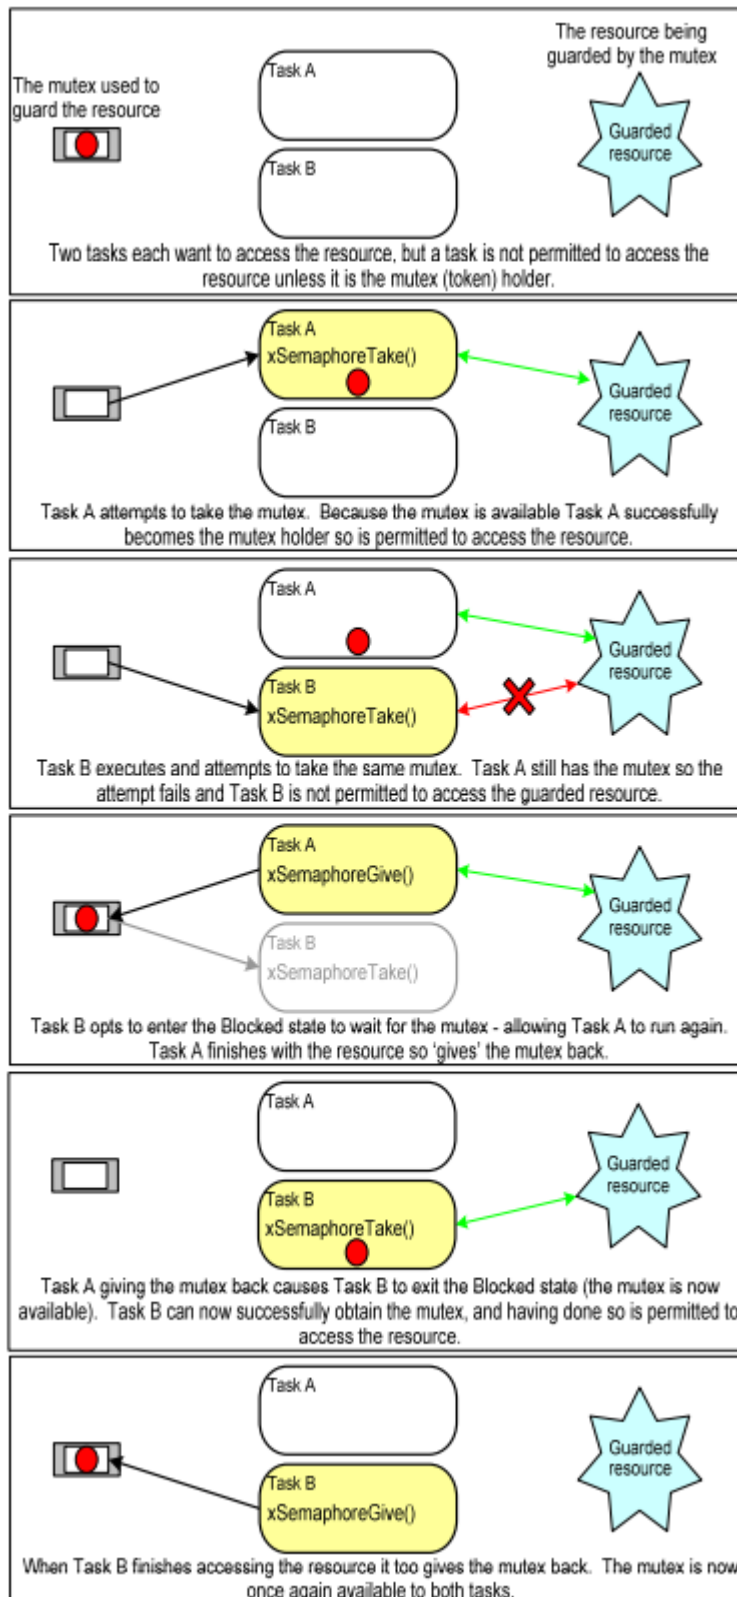 The resource being
guarded by the mutex
The mutex used to
guard the resource
Task A
Guarded
resource
Task B
Two tasks each want to access the resource, but a task is not permitted to access the
resource unless it is the mutex (token) holder.
Task A
xSemaphoreTake()
Guarded
resource
Task B
Task A attempts to take the mutex. Because the mutex is available Task A successfully
becomes the mutex holder so is permitted to access the resource.
Task A
Guarded
resource
Task B
xSemaphoreTake()
Task B executes and attempts to take the same mutex. Task A still has the mutex so the
attempt fails and Task B is not permitted to access the guarded resource.
Task A
xSemaphoreGive()
Guarded
resource
Task B
xSemaphoreTake()
Task B opts to enter the Blocked state to wait for the mutex - allowing Task A to run again.
Task A finishes with the resource so 'gives' the mutex back.
Task A
Guarded
resource
Task B
xSemaphoreTake()
Task A giving the mutex back causes Task B to exit the Blocked state (the mutex is now
available). Task B can now successfully obtain the mutex, and having done so is permitted to
access the resource.
Task A
Guarded
resource
Task B
xSemaphoreGive()
When Task B finishes accessing the resource it too gives the mutex back. The mutex is now
once again available to both tasks.